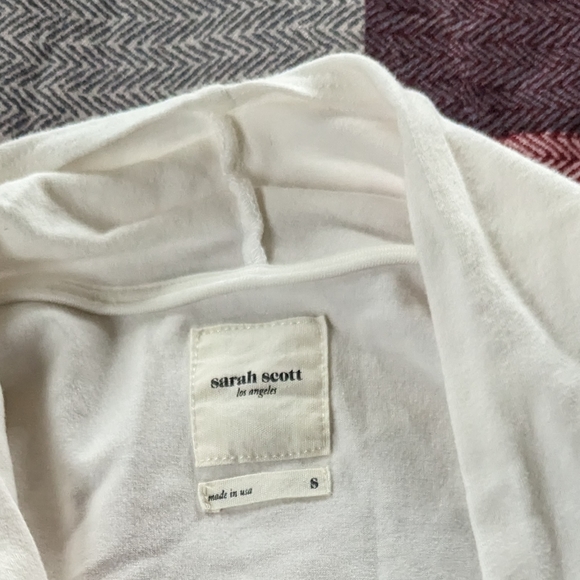 sarah scott
los angeles
made in usa
S